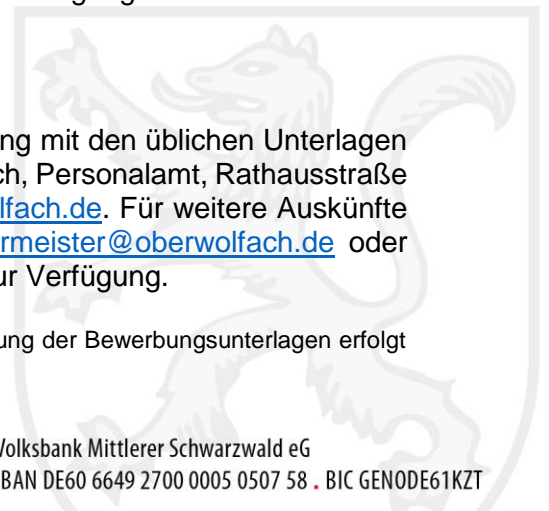 ng mit den üblichen Unterlagen
ch, Personalamt, Rathausstraße
lfach.de. Für weitere Auskünfte
rmeister@oberwolfach.de oder
ur Verfügung.
ung der Bewerbungsunterlagen erfolgt
Volksbank Mittlerer Schwarzwald eG
BAN DE60 6649 2700 0005 0507 58 . BIC GENODE61KZT